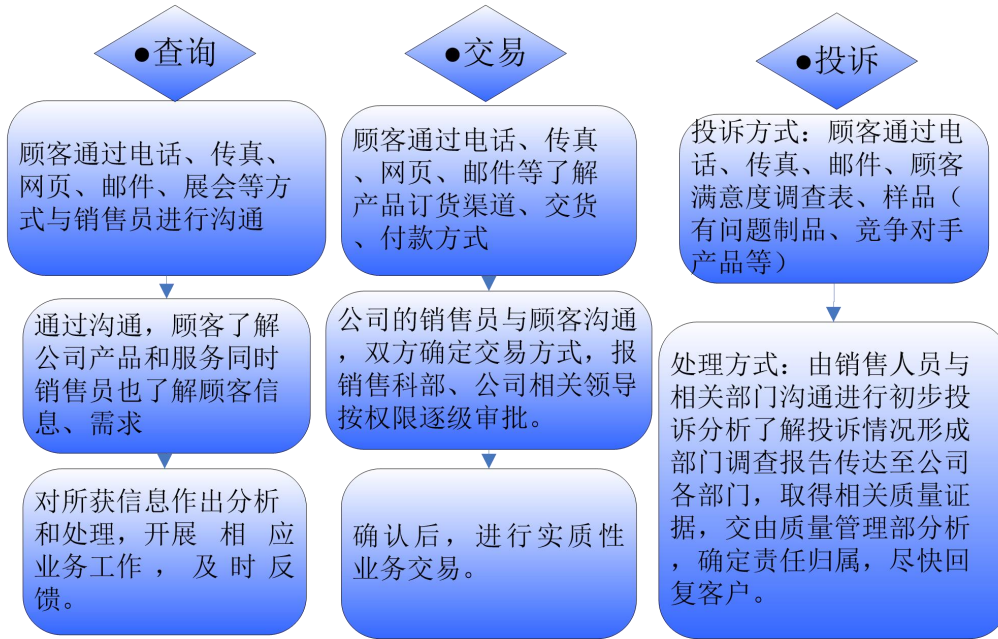 ●查询
顾客通过电话、传真、
网页、邮件、展会等方
式与销售员进行沟通
通过沟通，顾客了解
公司产品和服务同时
销售员也了解顾客信
息、需求
对所获信息作出分析
和处理，开展 相 应
业务工作 ， 及 时 反
馈。
●交易
顾客通过电话、传真
、网页、邮件等了解
产品订货渠道、交货
、付款方式
公司的销售员与顾客沟通
，双方确定交易方式，报
销售科部、公司相关领导
按权限逐级审批。
确认后，进行实质性
业务交易。
●投诉
投诉方式：顾客通过电
话、传真、邮件、顾客
满意度调查表、样品（
有问题制品、竞争对手
产品等）
处理方式：由销售人员与
相关部门沟通进行初步投
诉分析了解投诉情况形成
部门调查报告传达至公司
各部门，取得相关质量证
据，交由质量管理部分析
，确定责任归属，尽快回
复客户。